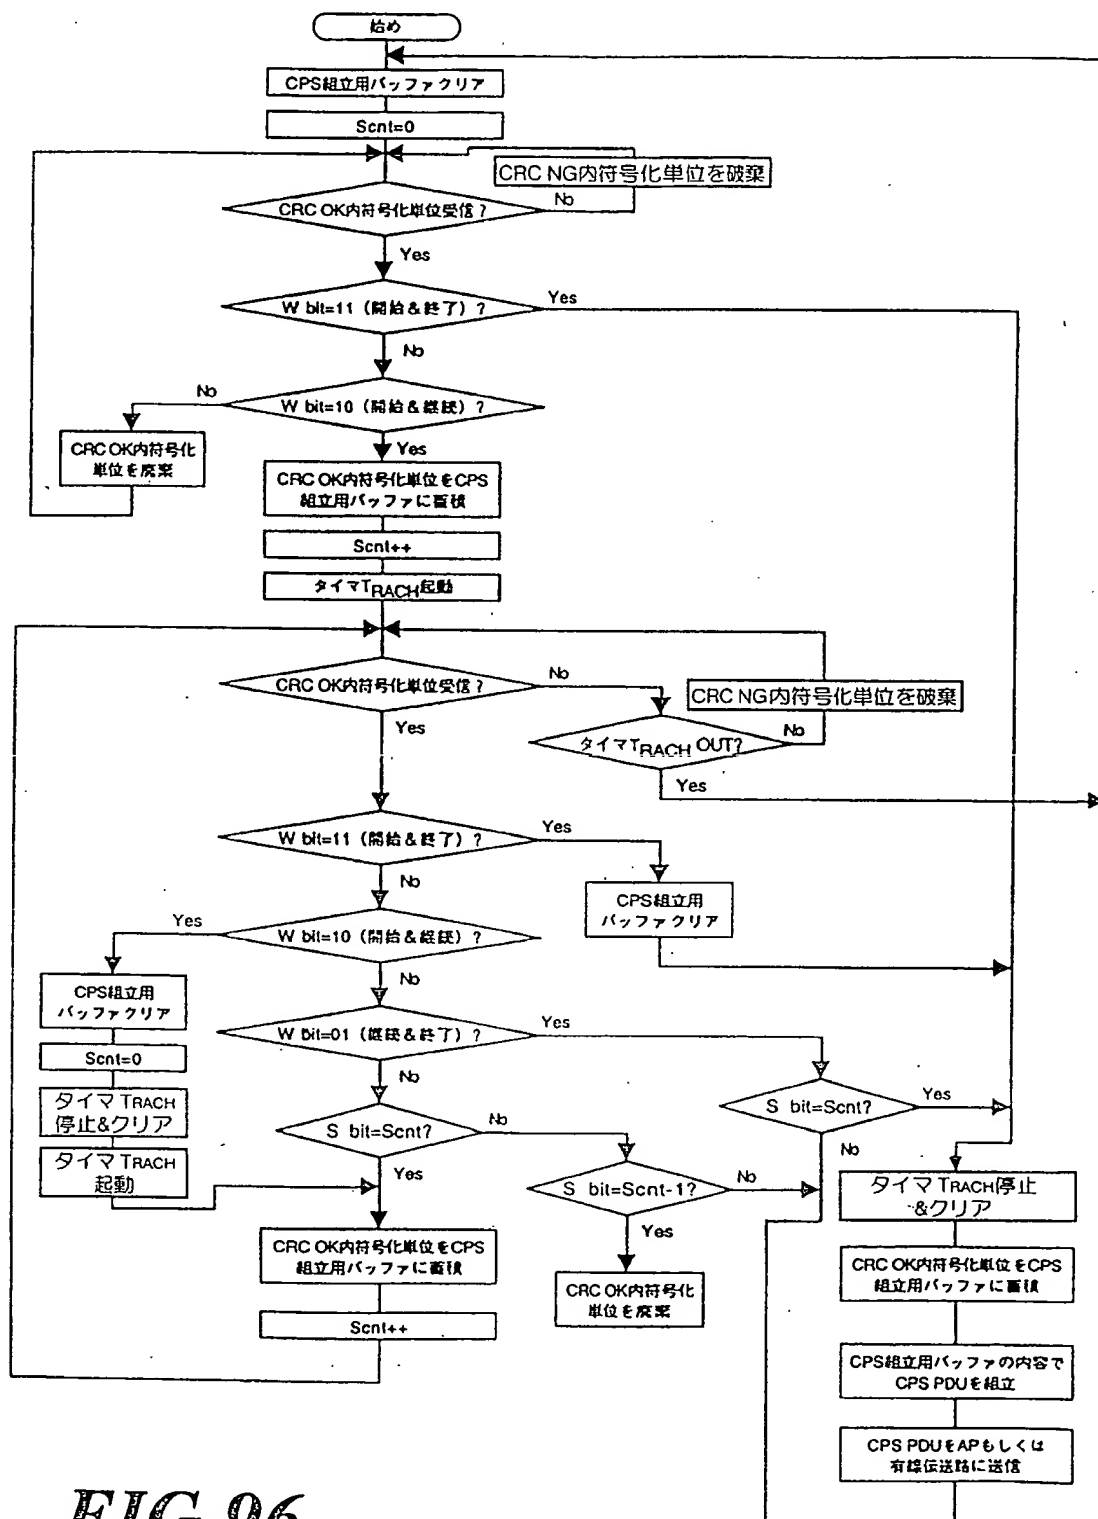 始め
CPS組立用バッファクリア
Scnt=0
CRC NG内符号化単位を破棄
CRC OK内符号化単位受信?
No
Yes
W bit=11 (開始&終了) ?
Yes
No
W bit=10 (開始&継続) ?
No
Yes
CRC OK内符号化
単位を廃棄
CRC OK内符号化単位をCPS
組立用バッファに蓄積
Scnt++
タイマTRACH起動
CRC OK内符号化単位受信?
No
Yes
CRC NG内符号化単位を破棄
タイマTRACH OUT?
No
Yes
W bit=11 (開始&終了) ?
Yes
No
CPS組立用
バッファクリア
W bit=10 (開始&継続) ?
Yes
No
CPS組立用
バッファクリア
Scnt=0
タイマ TRACH
停止&クリア
タイマ TRACH
起動
W bit=01 (継続&終了) ?
Yes
No
S bit=Scnt?
Yes
No
S bit=Scnt?
No
Yes
S bit=Scnt-1?
No
Yes
CRC OK内符号化
単位を廃棄
CRC OK内符号化単位をCPS
組立用バッファに蓄積
Scnt++
タイマ TRACH停止
&クリア
CRC OK内符号化単位をCPS
組立用バッファに蓄積
CPS組立用バッファの内容で
CPS PDUを組立
CPS PDUをAPもしくは
有線伝送路に送信
FIG.96